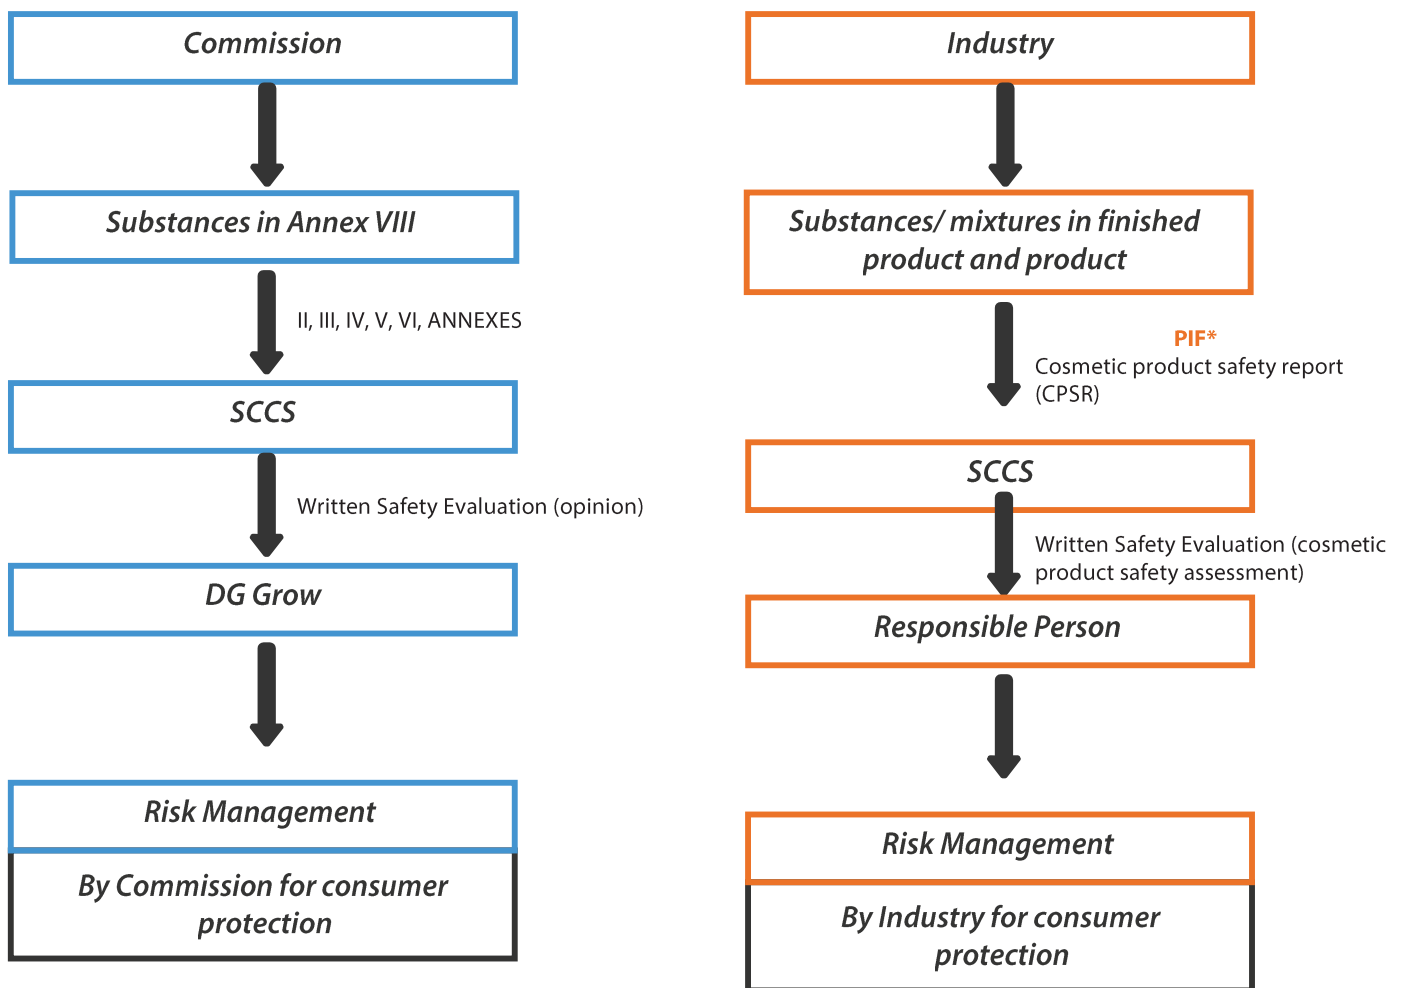 Commission
Substances in Annex VIII
II, III, IV, V, VI, ANNEXES
SCCS
Written Safety Evaluation (opinion)
DG Grow
Risk Management
By Commission for consumer
protection
Industry
Substances/ mixtures in finished
product and product
PIF*
Cosmetic product safety report
(CPSR)
SCCS
Written Safety Evaluation (cosmetic
product safety assessment)
Responsible Person
Risk Management
By Industry for consumer
protection